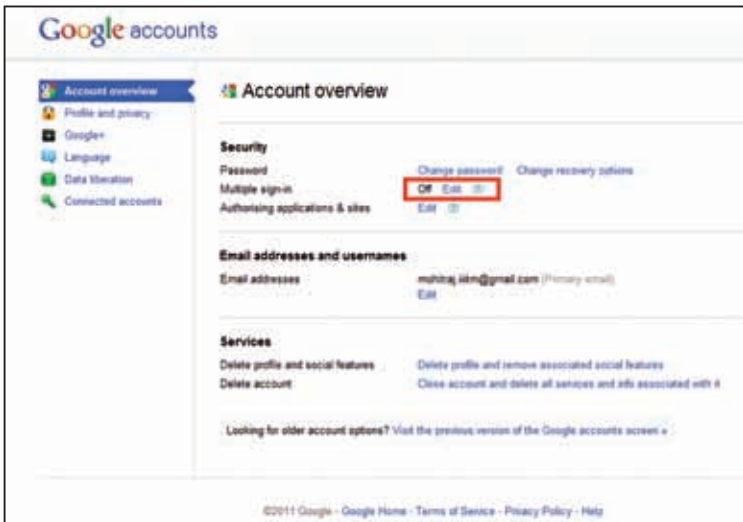 Google accounts
Account overview
Profile and privacy
Google+
Language
Data liberation
Connected accounts
Account overview
Security
Password Change password Change recovery options
Multiple sign-in Off Edit
Authorising applications & sites Edit
Email addresses and usernames
Email addresses (Primary email)
Edit
Services
Delete profile and social features Delete profile and remove associated social features
Delete account Close account and delete all services and info associated with it
Looking for older account options? Visit the previous version of the Google accounts screen »
©2011 Google - Google Home - Terms of Service - Privacy Policy - Help